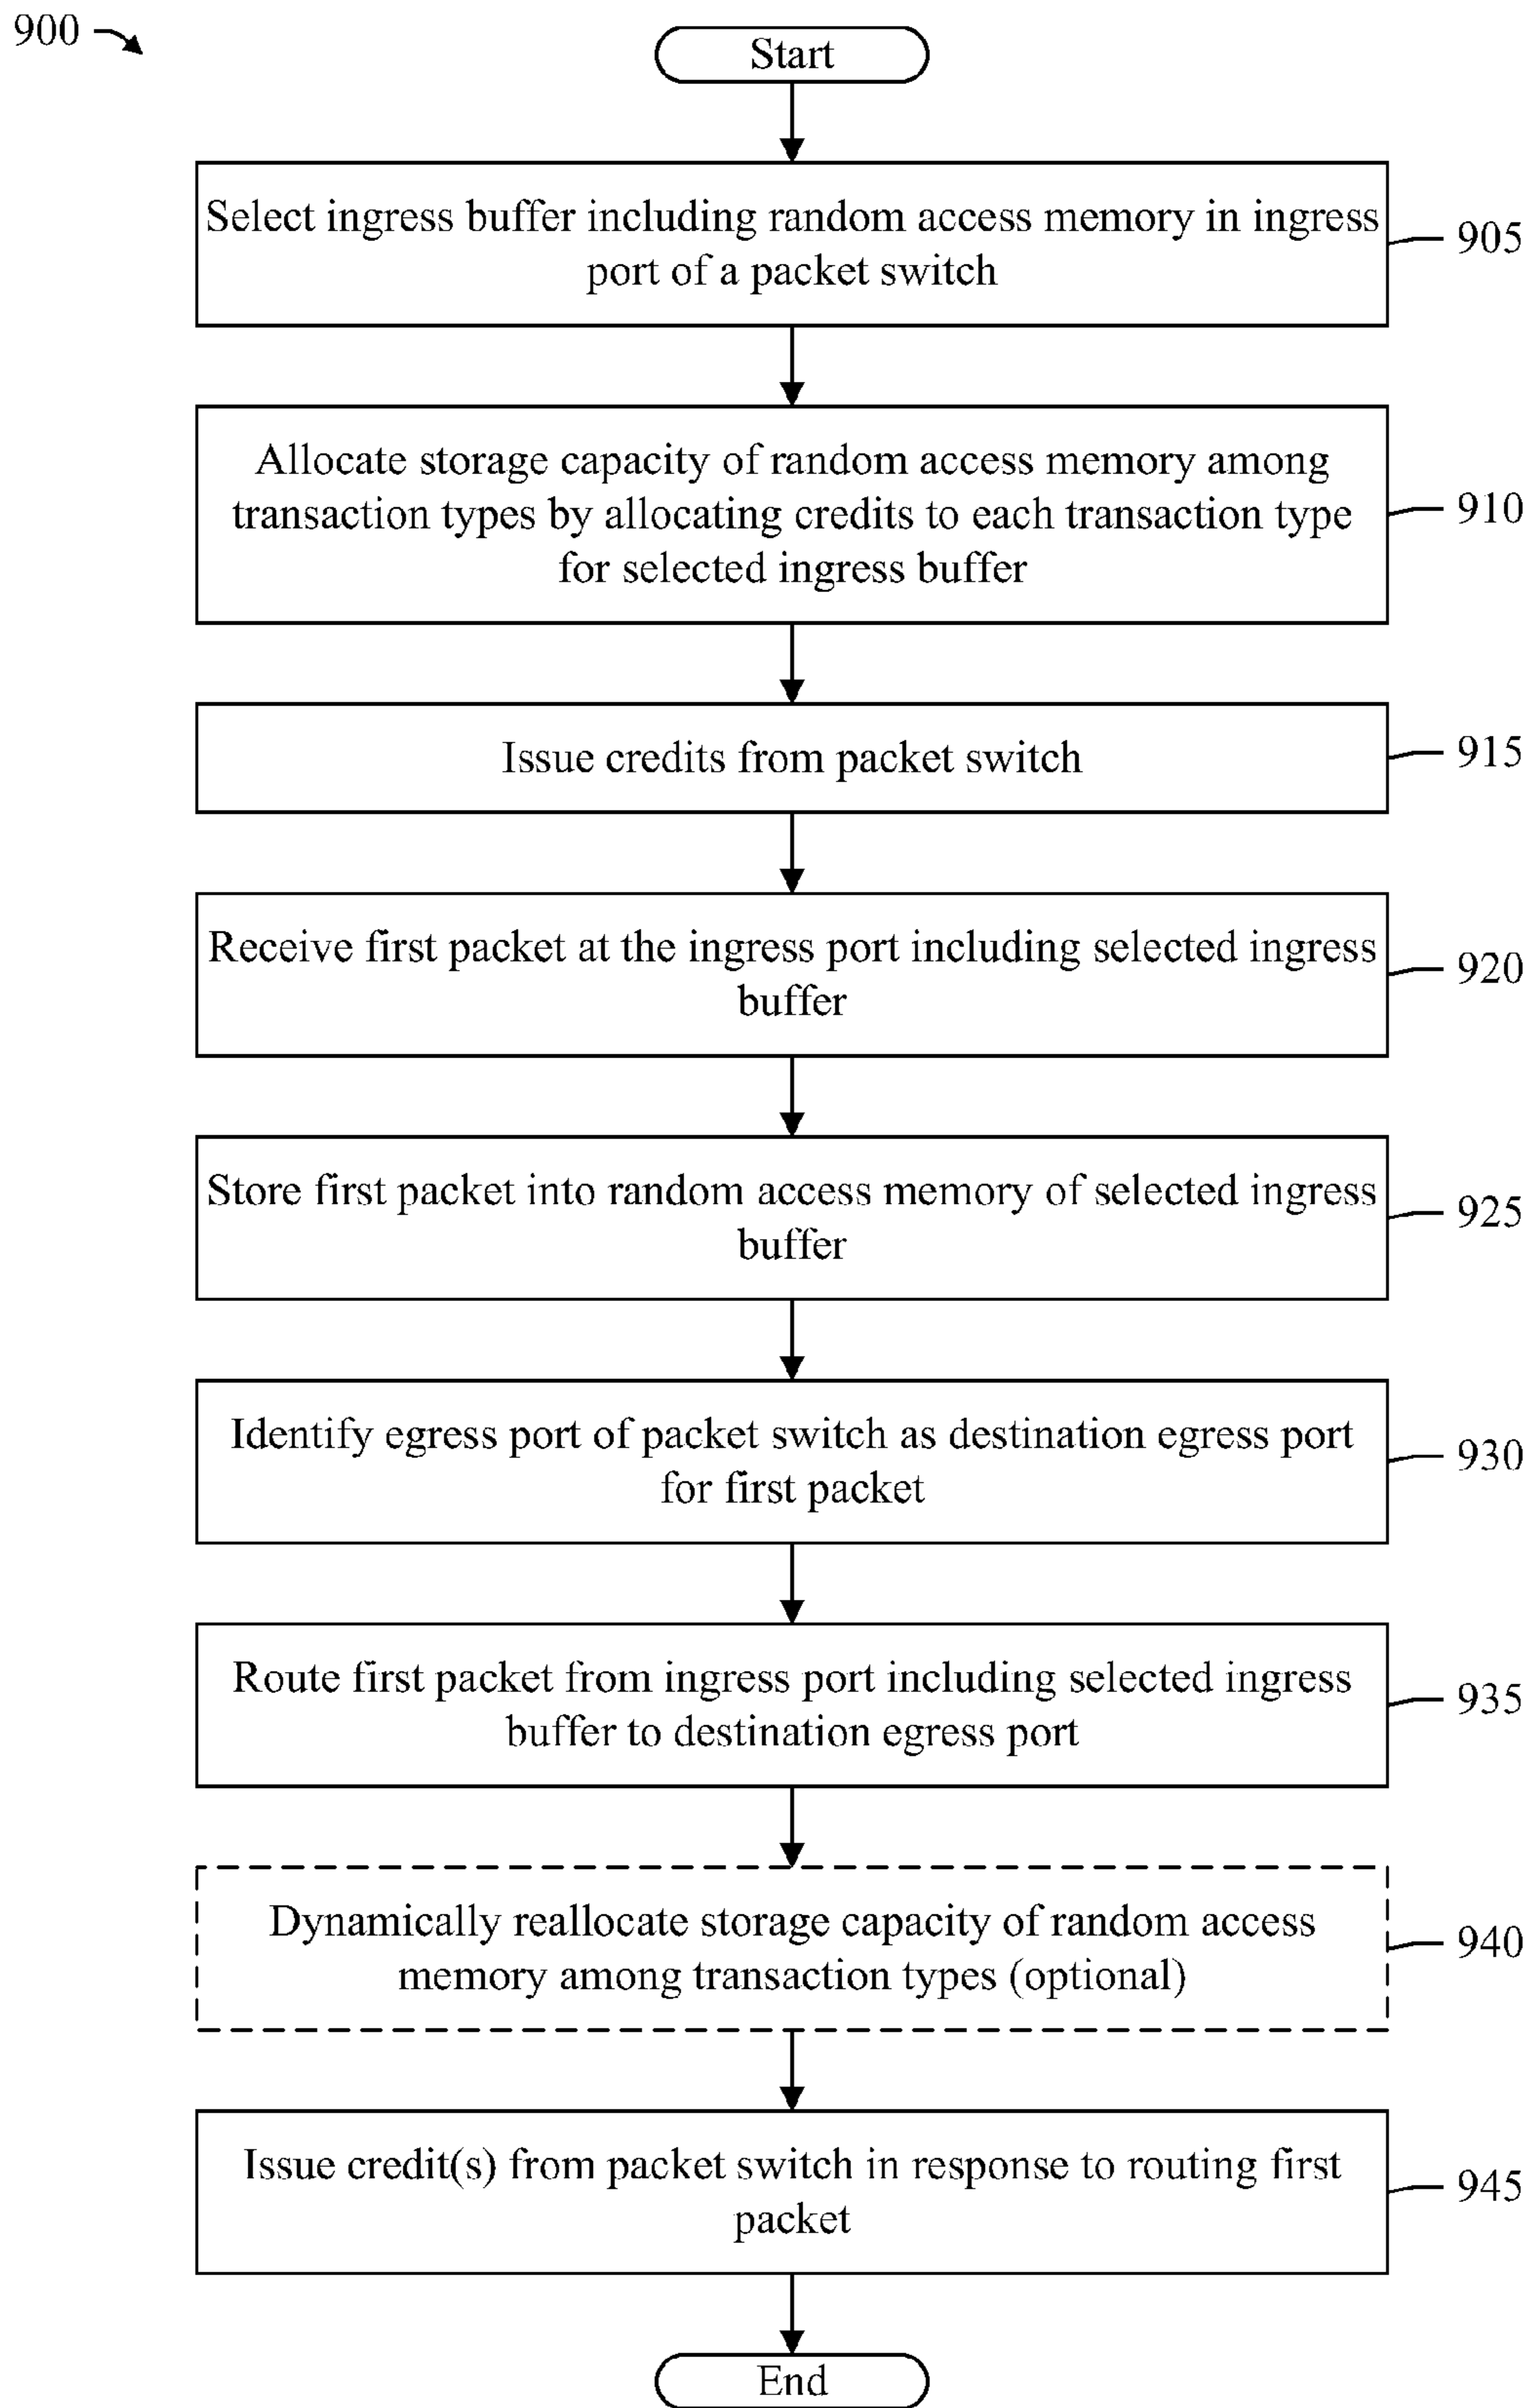 900
Start
Select ingress buffer including random access memory in ingress
port of a packet switch
905
Allocate storage capacity of random access memory among
transaction types by allocating credits to each transaction type
for selected ingress buffer
910
Issue credits from packet switch
915
Receive first packet at the ingress port including selected ingress
buffer
920
Store first packet into random access memory of selected ingress
buffer
925
Identify egress port of packet switch as destination egress port
for first packet
930
Route first packet from ingress port including selected ingress
buffer to destination egress port
935
Dynamically reallocate storage capacity of random access
memory among transaction types (optional)
940
Issue credit(s) from packet switch in response to routing first
packet
945
End